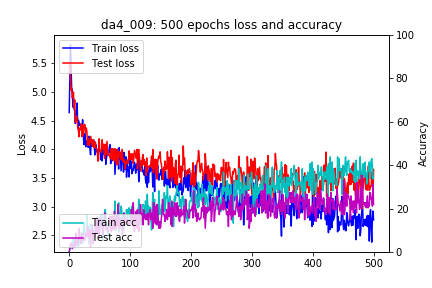 da4_009: 500 epochs loss and accuracy
Train loss
Test loss
Train acc
Test acc
Loss
Accuracy
5.5
5.0
4.5
4.0
3.5
3.0
2.5
100
80
60
40
20
0
0
100
200
300
400
500